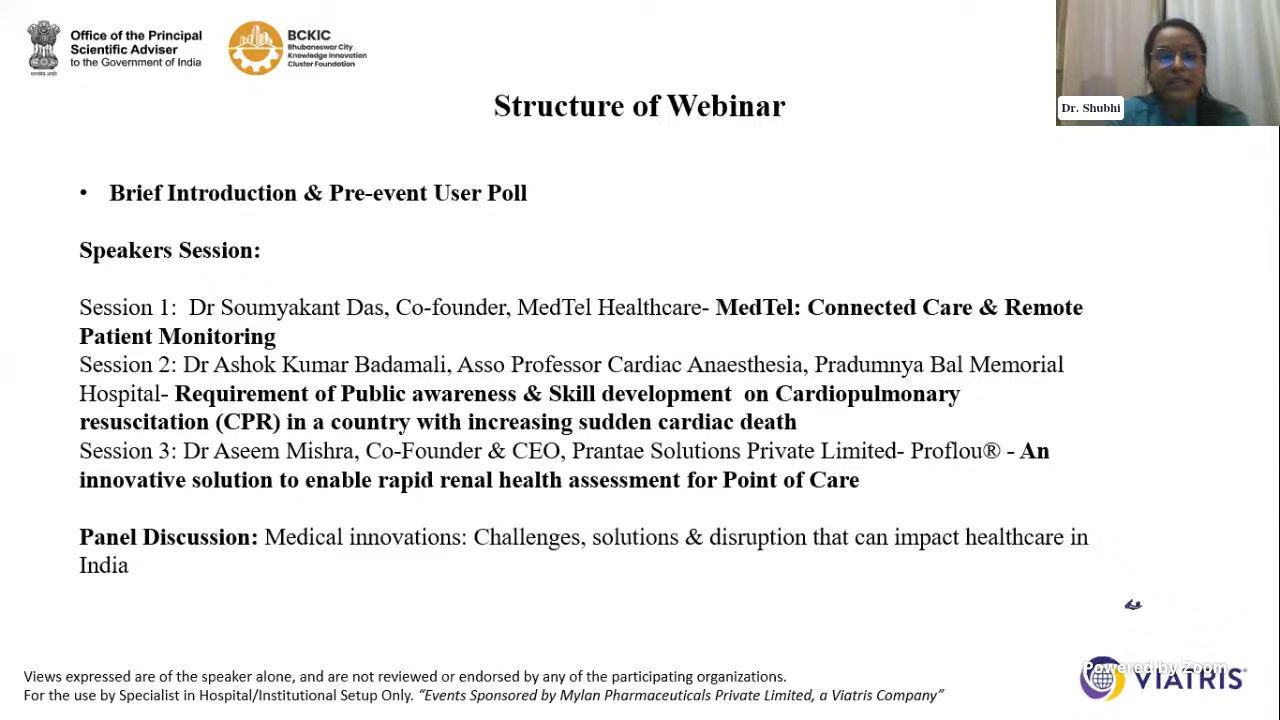 Office of the Principal
Scientific Adviser
to the Government of India
सत्यमेव जयते
BCKIC
Bhubaneswar City
Knowledge Innovation
Cluster Foundation
Dr. Shubhi
Structure of Webinar
• Brief Introduction & Pre-event User Poll
Speakers Session:
Session 1: Dr Soumyakant Das, Co-founder, MedTel Healthcare- MedTel: Connected Care & Remote
Patient Monitoring
Session 2: Dr Ashok Kumar Badamali, Asso Professor Cardiac Anaesthesia, Pradumnya Bal Memorial
Hospital- Requirement of Public awareness & Skill development on Cardiopulmonary
resuscitation (CPR) in a country with increasing sudden cardiac death
Session 3: Dr Aseem Mishra, Co-Founder & CEO, Prantae Solutions Private Limited- Proflou® - An
innovative solution to enable rapid renal health assessment for Point of Care
Panel Discussion: Medical innovations: Challenges, solutions & disruption that can impact healthcare in
India
Views expressed are of the speaker alone, and are not reviewed or endorsed by any of the participating organizations.
For the use by Specialist in Hospital/Institutional Setup Only. “Events Sponsored by Mylan Pharmaceuticals Private Limited, a Viatris Company”
Powered by Zoom
VIATRIS